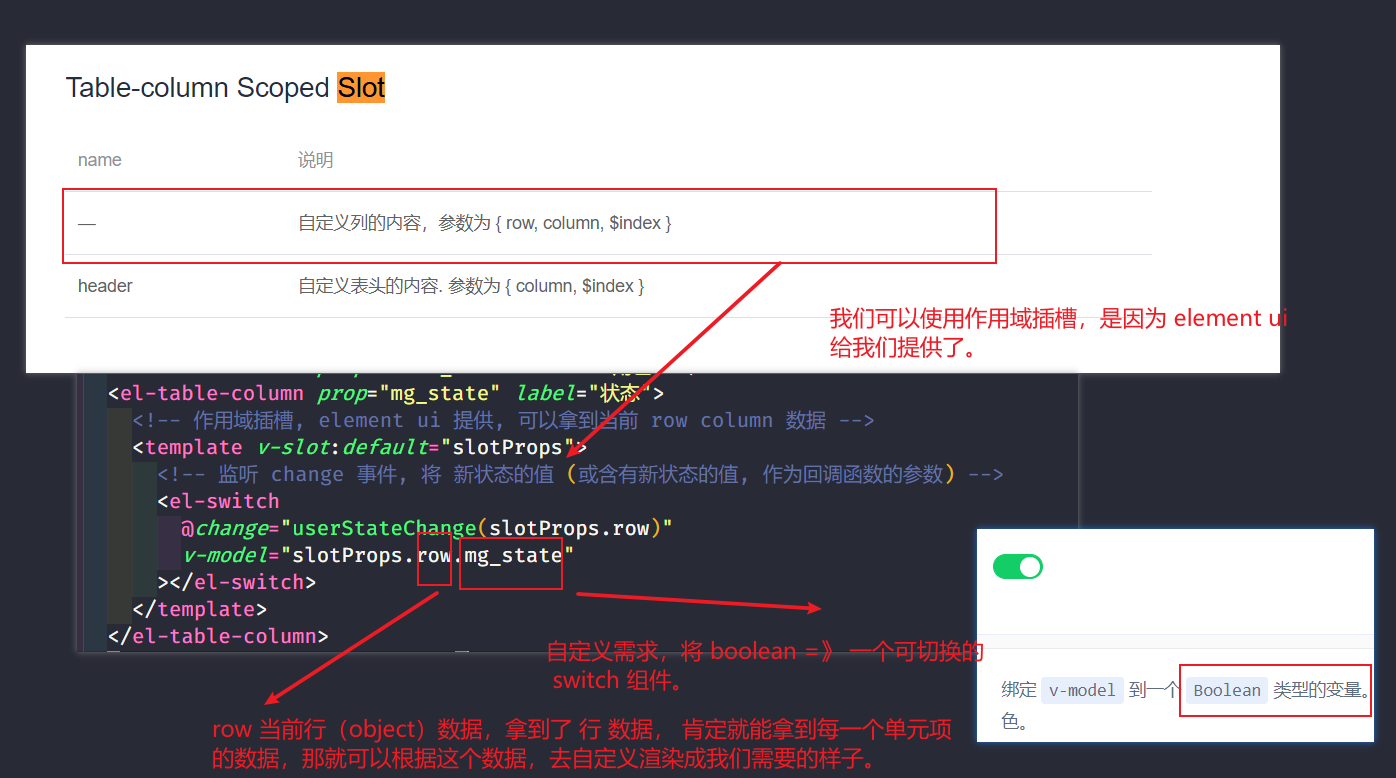 Table-column Scoped Slot
name 说明
— 自定义列的内容，参数为 { row, column, $index }
header 自定义表头的内容. 参数为 { column, $index }
我们可以使用作用域插槽，是因为 element ui
给我们提供了。
<el-table-column prop="mg_state" label="状态">
<!-- 作用域插槽, element ui 提供, 可以拿到当前 row column 数据 -->
<template v-slot:default="slotProps">
<!-- 监听 change 事件, 将 新状态的值 (或含有新状态的值, 作为回调函数的参数) -->
<el-switch
@change="userStateChange(slotProps.row)"
v-model="slotProps.row.mg_state"
></el-switch>
</template>
</el-table-column>
自定义需求，将 boolean =》 一个可切换的
switch 组件。
绑定 v-model 到一个 Boolean 类型的变量。
色。
row 当前行（object）数据，拿到了 行 数据， 肯定就能拿到每一个单元项
的数据，那就可以根据这个数据，去自定义渲染成我们需要的样子。